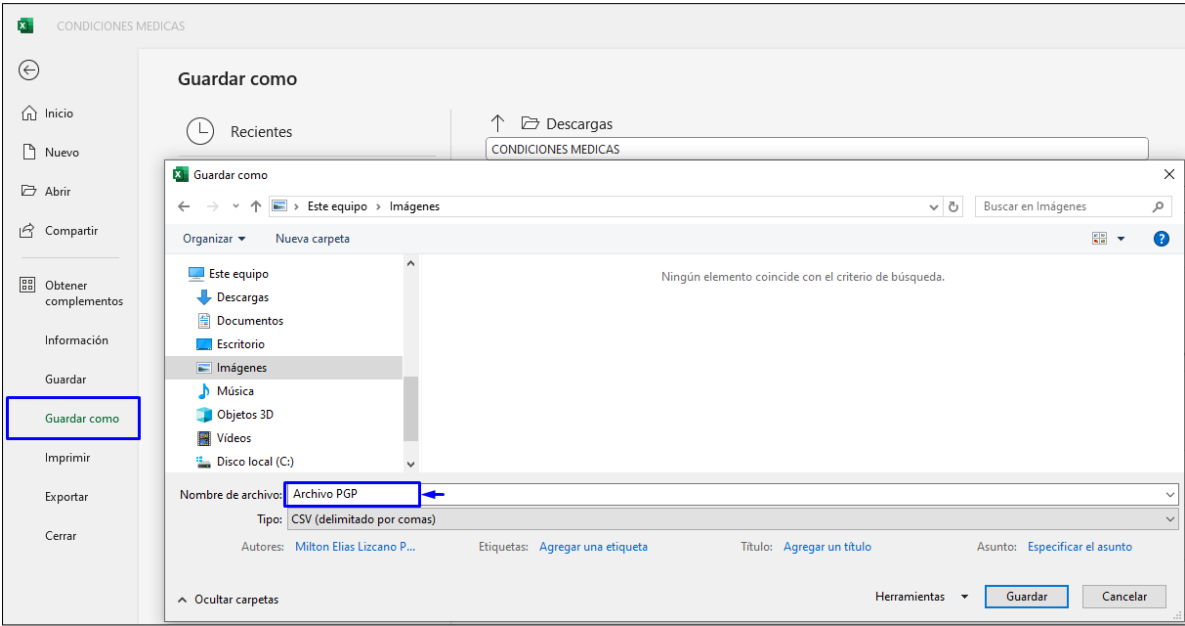 CONDICIONES MEDICAS
Guardar como
Inicio
Nuevo
Abrir
Compartir
Obtener
complementos
Información
Guardar
Guardar como
Imprimir
Exportar
Cerrar
Recientes
Descargas
CONDICIONES MEDICAS
Guardar como
Este equipo > Imágenes
Buscar en Imágenes
Organizar
Nueva carpeta
Este equipo
Descargas
Documentos
Escritorio
Imágenes
Música
Objetos 3D
Vídeos
Disco local (C:)
Ningún elemento coincide con el criterio de búsqueda.
Nombre de archivo: Archivo PGP
Tipo: CSV (delimitado por comas)
Autores: Milton Elias Lizcano P... Etiquetas: Agregar una etiqueta Título: Agregar un título Asunto: Especificar el asunto
Ocultar carpetas
Herramientas Guardar Cancelar